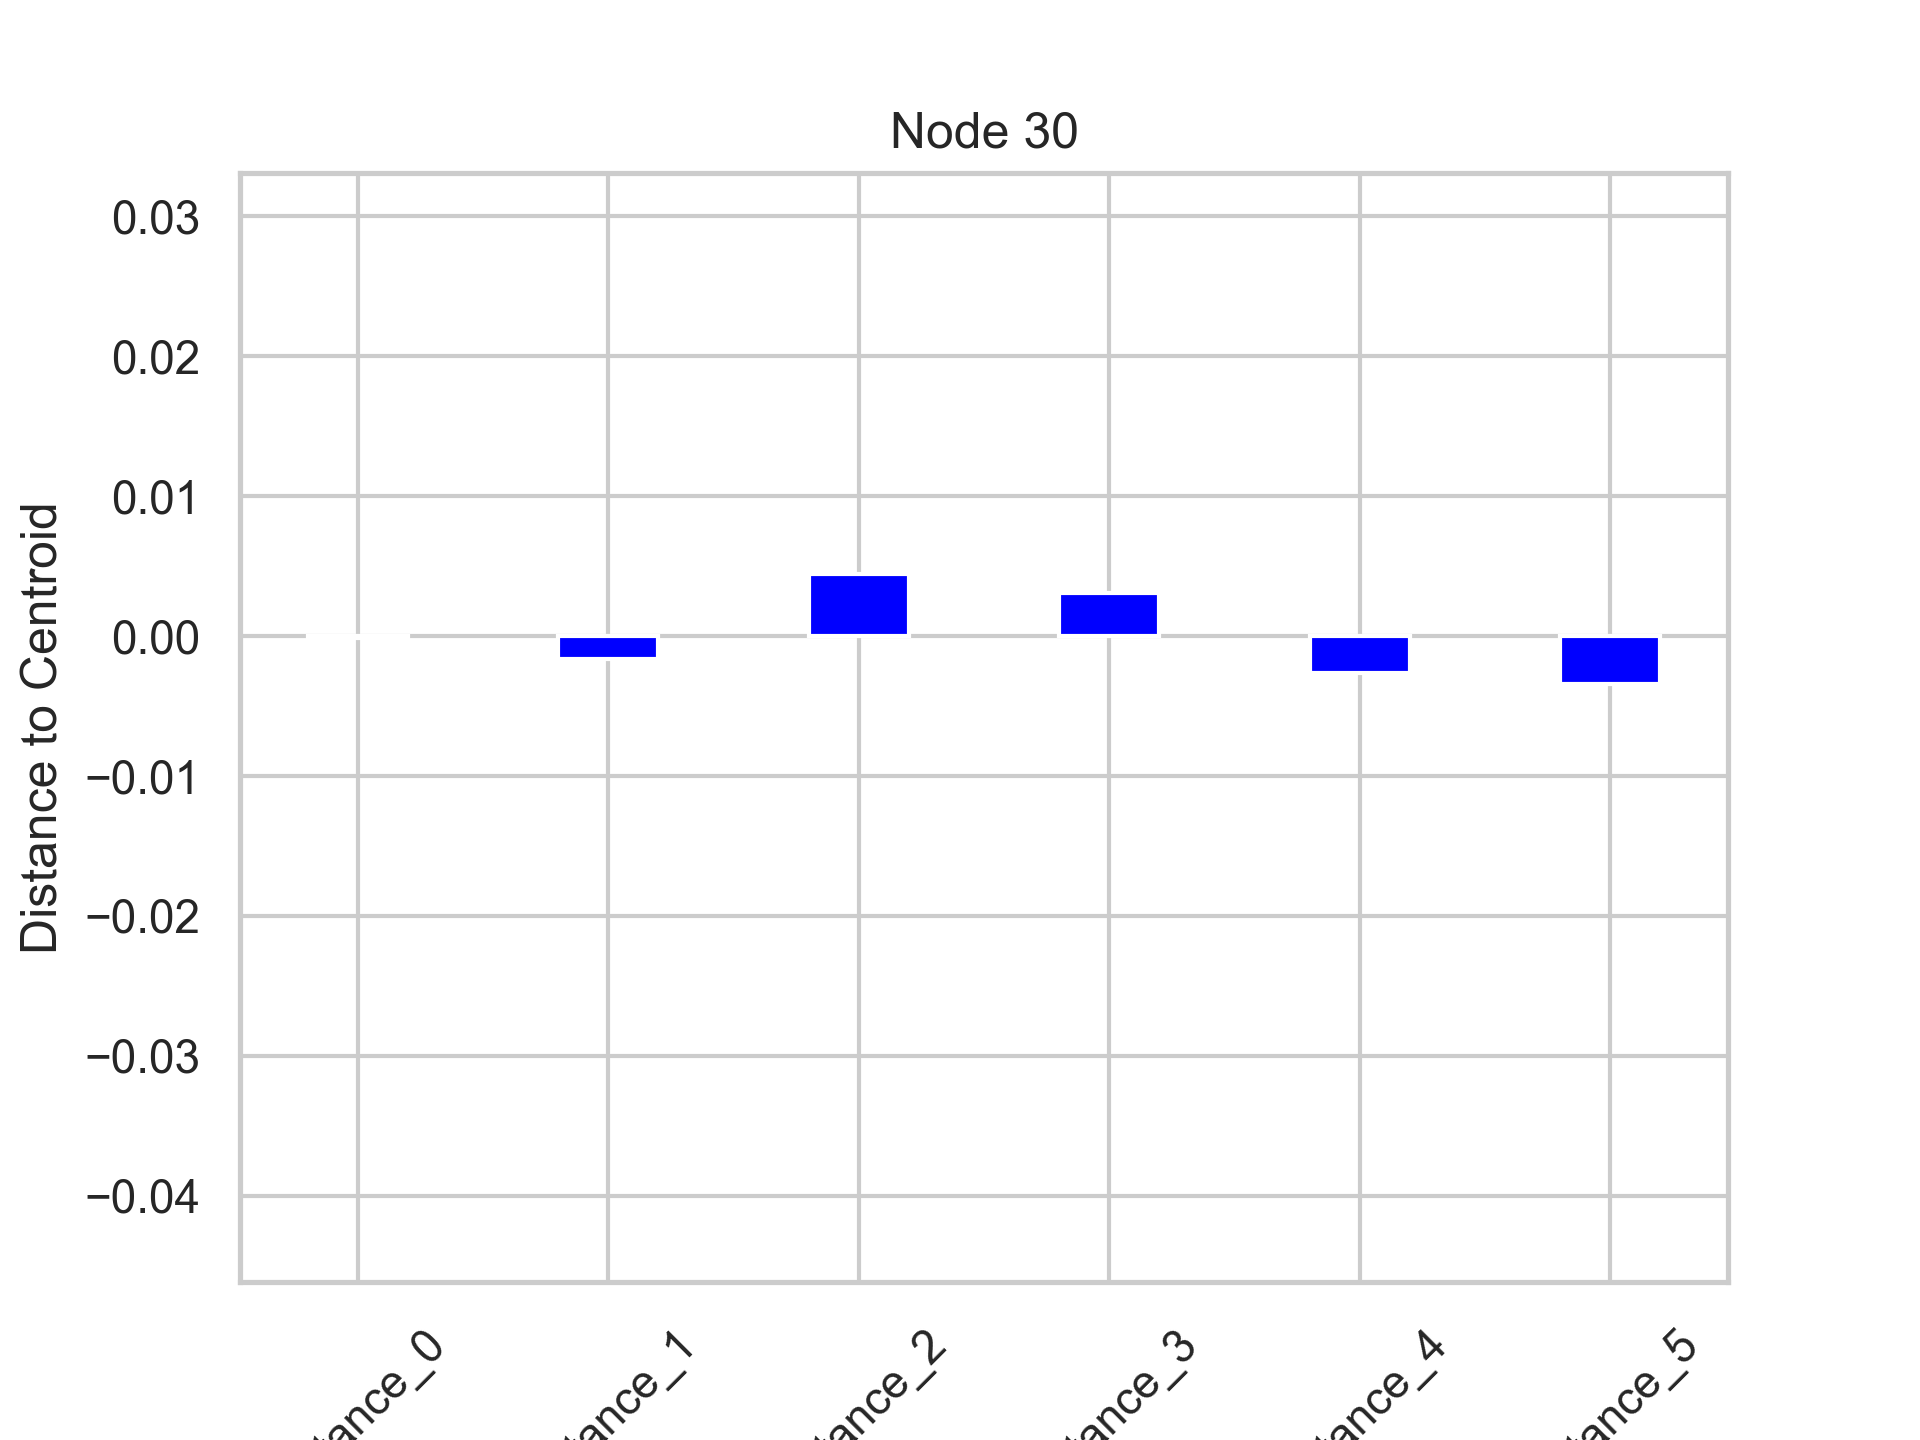 Node 30
0.03
0.02
0.01
0.00
−0.01
−0.02
−0.03
−0.04
Distance to Centroid
tance_0
tance_1
tance_2
tance_3
tance_4
tance_5